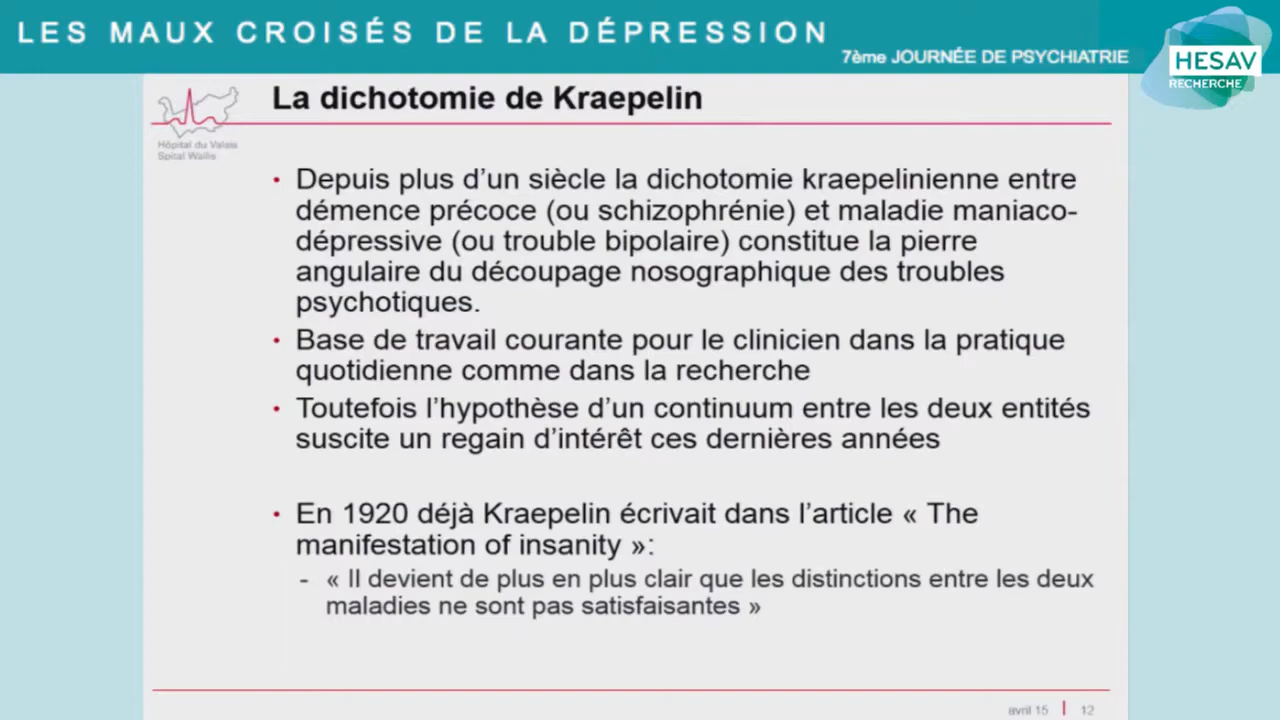 LES MAUX CROISÉS DE LA DÉPRESSION
7ème JOURNÉE DE PSYCHIATRIE
HESAV
RECHERCHE
Hôpital du Valais
Spital Wallis
La dichotomie de Kraepelin
• Depuis plus d’un siècle la dichotomie kraepelinienne entre
démence précoce (ou schizophrénie) et maladie maniaco-
dépressive (ou trouble bipolaire) constitue la pierre
angulaire du découpage nosographique des troubles
psychotiques.
• Base de travail courante pour le clinicien dans la pratique
quotidienne comme dans la recherche
• Toutefois l’hypothèse d’un continuum entre les deux entités
suscite un regain d’intérêt ces dernières années
• En 1920 déjà Kraepelin écrivait dans l’article « The
manifestation of insanity »:
- « Il devient de plus en plus clair que les distinctions entre les deux
maladies ne sont pas satisfaisantes »
avril 15 | 12